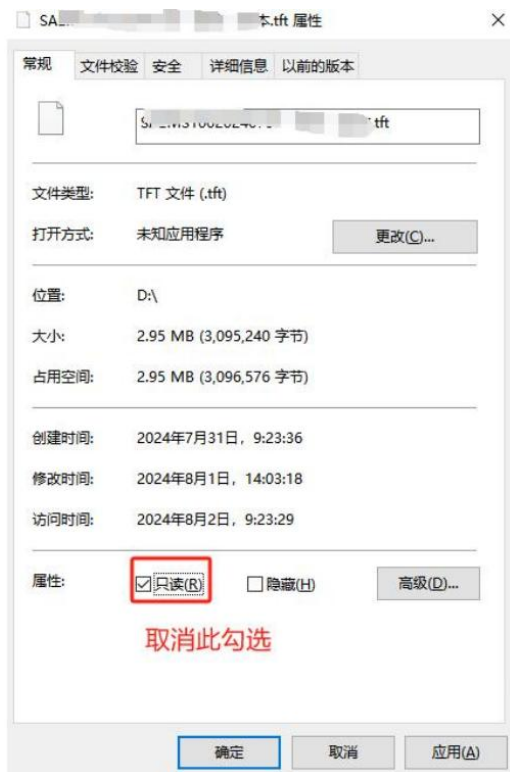 本.tft 属性
常规 文件校验 安全 详细信息 以前的版本
.tft
文件类型: TFT 文件 (.tft)
打开方式: 未知应用程序 更改(C)...
位置: D:\
大小: 2.95 MB (3,095,240 字节)
占用空间: 2.95 MB (3,096,576 字节)
创建时间: 2024年7月31日，9:23:36
修改时间: 2024年8月1日，14:03:18
访问时间: 2024年8月2日，9:23:29
属性: 只读(R) 隐藏(H) 高级(D)...
取消此勾选
确定 取消 应用(A)